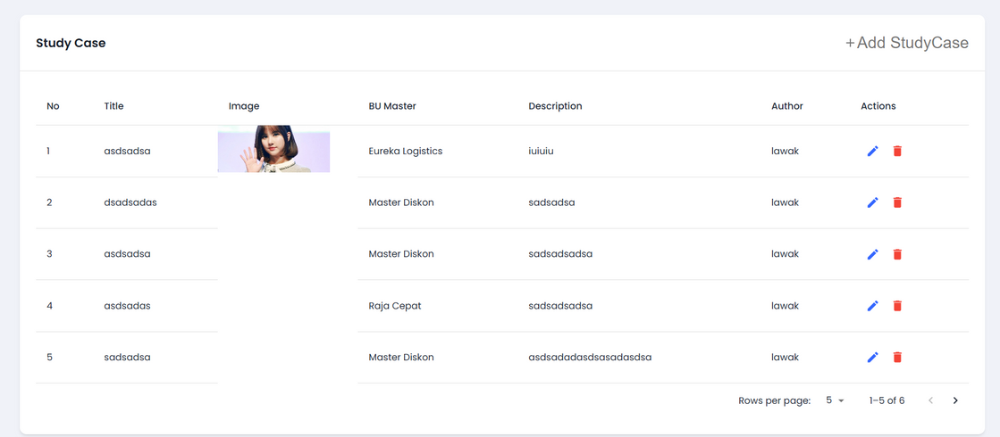 Study Case
+Add StudyCase
No Title Image BU Master Description Author Actions
1 asdsadsa Eureka Logistics iuiuiu lawak
2 dsadsadas Master Diskon sadsadsa lawak
3 asdsadsa Master Diskon sadsadsadsa lawak
4 asdsadas Raja Cepat sadsadsadsa lawak
5 sadsadsa Master Diskon asdsadadasdsasadasdsa lawak
Rows per page: 5 1–5 of 6